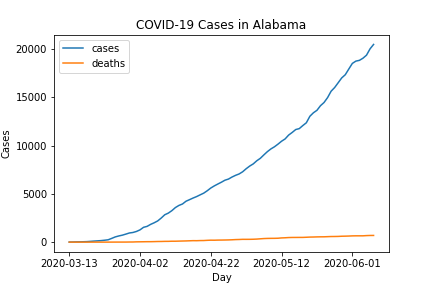 COVID-19 Cases in Alabama
cases
deaths
20000
15000
10000
5000
0
Cases
2020-03-13 2020-04-02 2020-04-22 2020-05-12 2020-06-01
Day